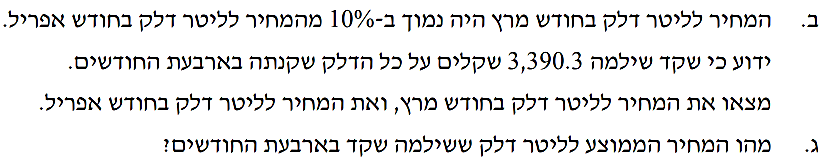 ב. המחיר לליטר דלק בחודש מרץ היה נמוך ב-10% מהמחיר לליטר דלק בחודש אפריל.
ידוע כי שקד שילמה 3,390.3 שקלים על כל הדלק שקנתה בארבעת החודשים.
מצאו את המחיר לליטר דלק בחודש מרץ, ואת המחיר לליטר דלק בחודש אפריל.
ג. מהו המחיר הממוצע לליטר דלק ששילמה שקד בארבעת החודשים?